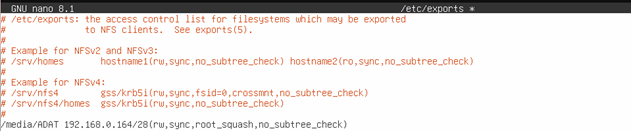 GNU nano 8.1 /etc/exports *
# /etc/exports: the access control list for filesystems which may be exported
# to NFS clients. See exports(5).
#
# Example for NFSv2 and NFSv3:
# /srv/homes hostname1(rw,sync,no_subtree_check) hostname2(ro,sync,no_subtree_check)
#
# Example for NFSv4:
# /srv/nfs4 gss/krb5i(rw,sync,fsid=0,crossmnt,no_subtree_check)
# /srv/nfs4/homes gss/krb5i(rw,sync,no_subtree_check)
#
/media/ADAT 192.168.0.164/28(rw,sync,root_squash,no_subtree_check)